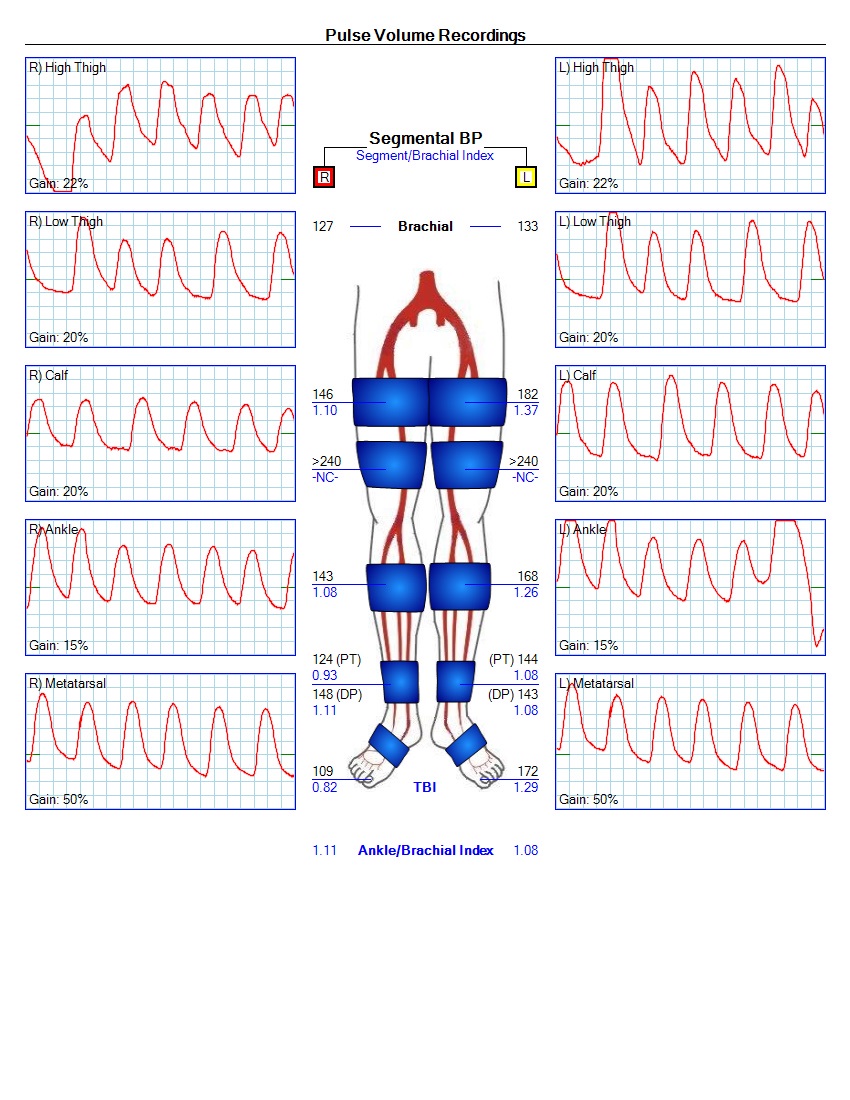 Pulse Volume Recordings
R) High Thigh
Gain: 22%
L) High Thigh
Gain: 22%
Segmental BP
Segment/Brachial Index
R
L
127 Brachial 133
R) Low Thigh
Gain: 20%
L) Low Thigh
Gain: 20%
R) Calf
Gain: 20%
L) Calf
Gain: 20%
146 182
1.10 1.37
>240 >240
-NC- -NC-
R) Ankle
Gain: 15%
L) Ankle
Gain: 15%
143 168
1.08 1.26
124 (PT) (PT) 144
0.93 1.08
148 (DP) (DP) 143
1.11 1.08
R) Metatarsal
Gain: 50%
L) Metatarsal
Gain: 50%
109 172
0.82 TBI 1.29
1.11 Ankle/Brachial Index 1.08